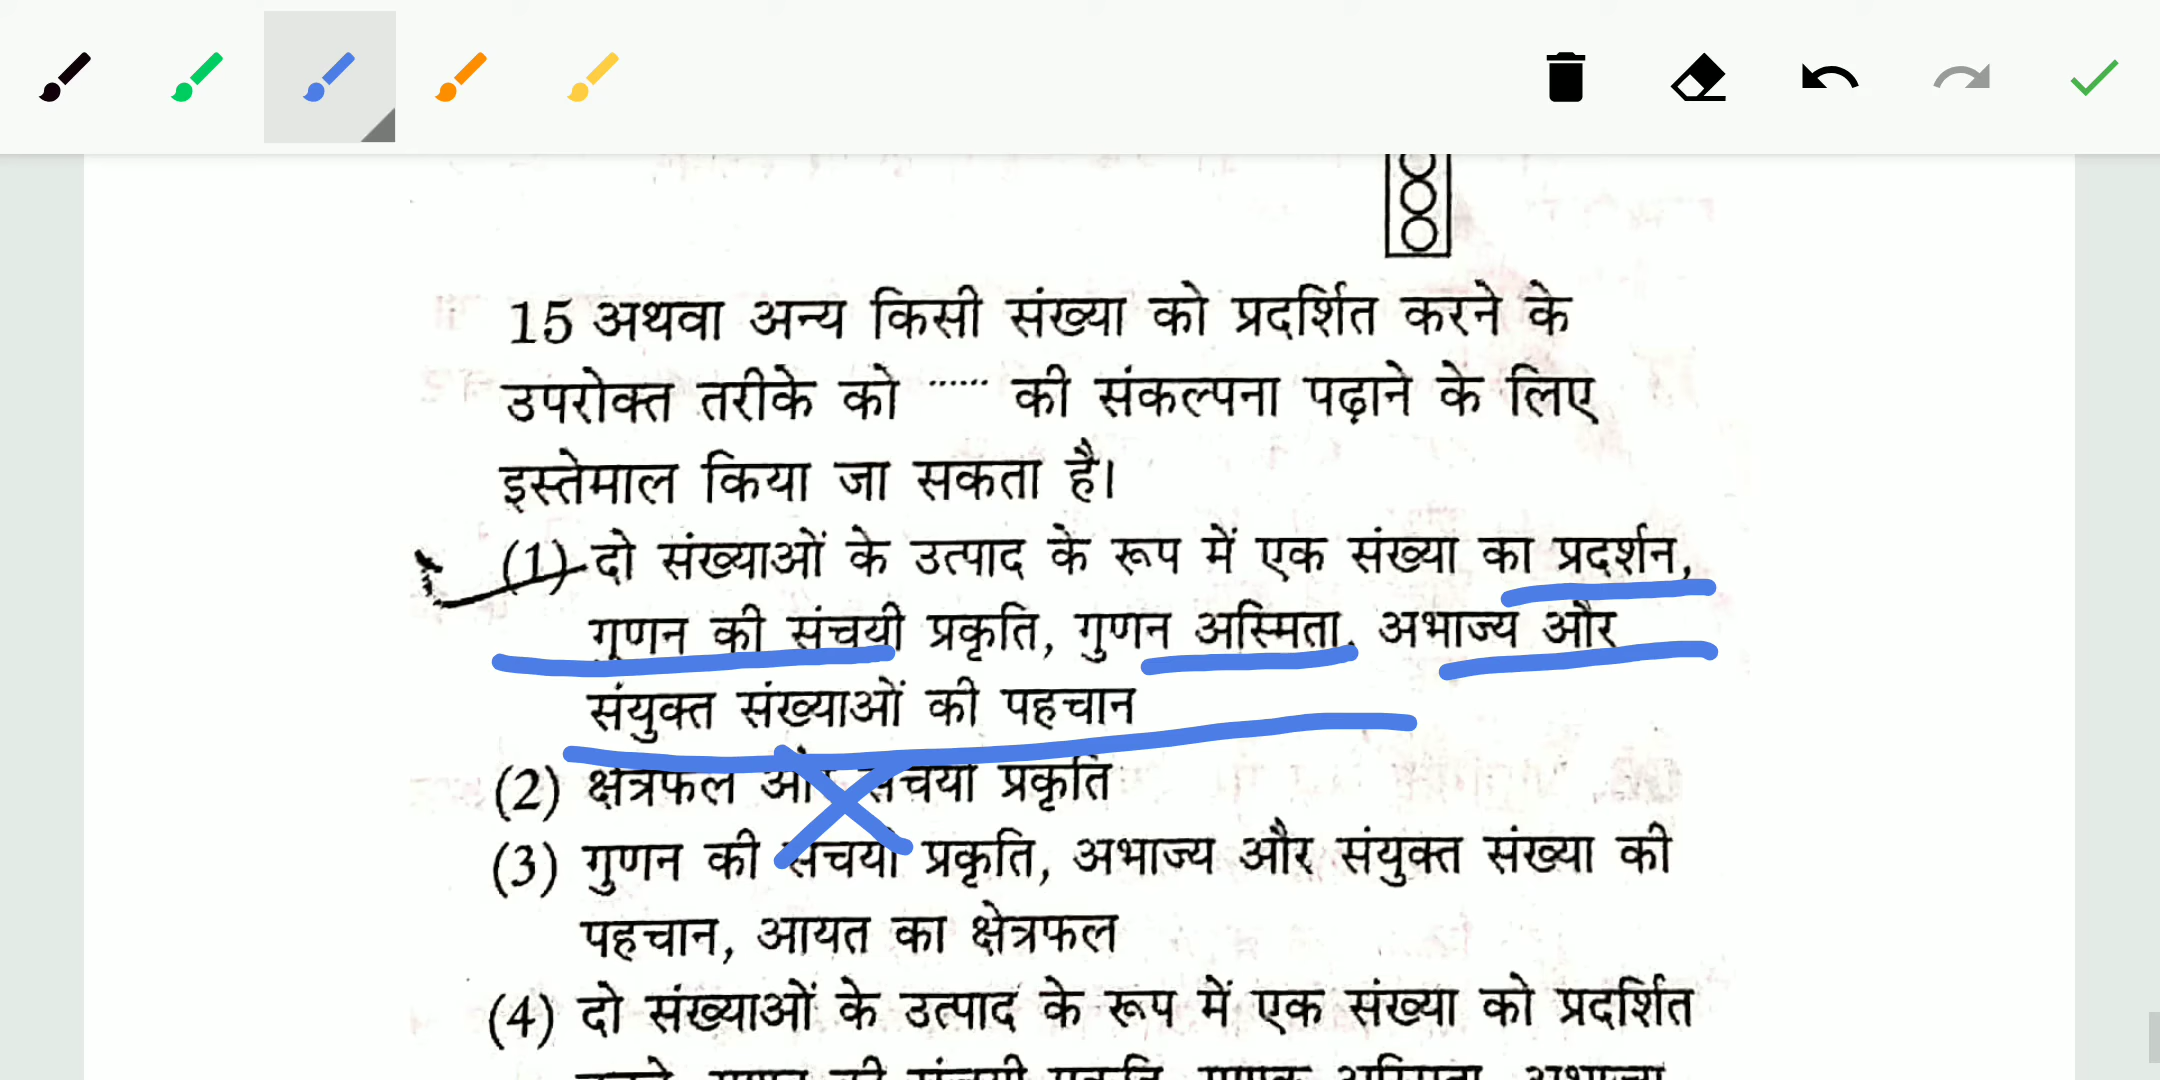 15 अथवा अन्य किसी संख्या को प्रदर्शित करने के
उपरोक्त तरीके को ...... की संकल्पना पढ़ाने के लिए
इस्तेमाल किया जा सकता है।
(1) दो संख्याओं के उत्पाद के रूप में एक संख्या का प्रदर्शन,
गुणन की संचयी प्रकृति, गुणन अस्मिता, अभाज्य और
संयुक्त संख्याओं की पहचान
(2) क्षेत्रफल और संचयी प्रकृति
(3) गुणन की संचयी प्रकृति, अभाज्य और संयुक्त संख्या की
पहचान, आयत का क्षेत्रफल
(4) दो संख्याओं के उत्पाद के रूप में एक संख्या को प्रदर्शित